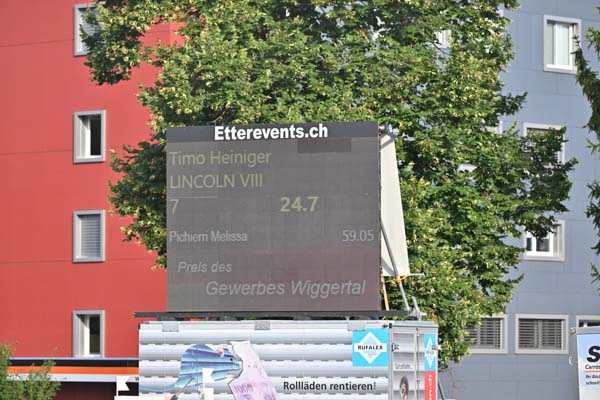 Etterevents.ch
Timo Heiniger
LINCOLN VIII
7 24.7
Pichiem Melissa 59.05
Preis des
Gewerbes Wiggertal
RUFALEX
Rollläden rentieren!